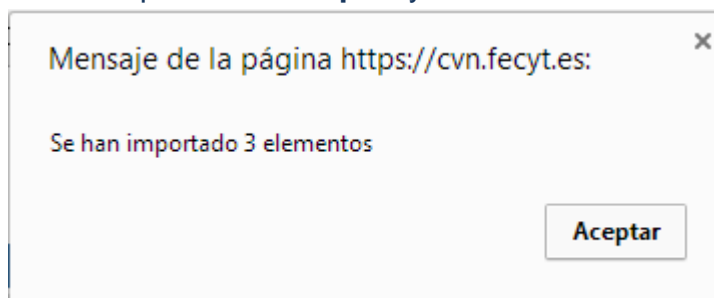 Mensaje de la página https://cvn.fecyt.es:
Se han importado 3 elementos
Aceptar